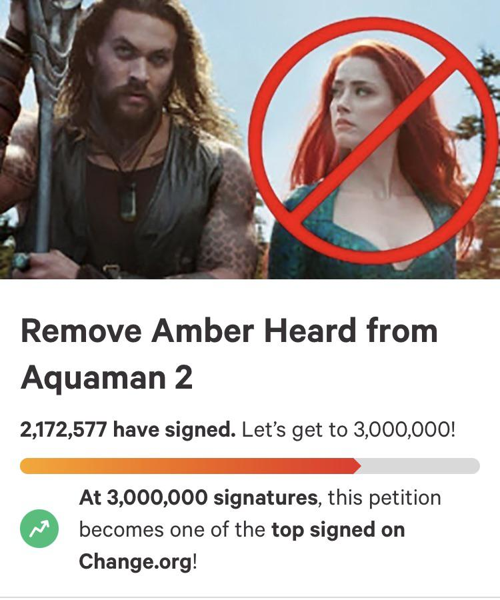 Remove Amber Heard from
Aquaman 2
2,172,577 have signed. Let's get to 3,000,000!
At 3,000,000 signatures, this petition
becomes one of the top signed on
Change.org!